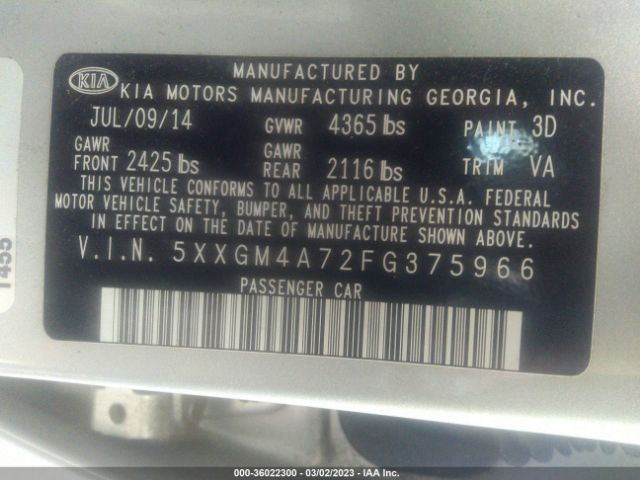 KIA
MANUFACTURED BY
KIA MOTORS MANUFACTURING GEORGIA, INC.
JUL/09/14 GVWR 4365 lbs PAINT 3D
GAWR FRONT 2425 lbs GAWR REAR 2116 lbs TRIM VA
THIS VEHICLE CONFORMS TO ALL APPLICABLE U.S.A. FEDERAL
MOTOR VEHICLE SAFETY, BUMPER, AND THEFT PREVENTION STANDARDS
IN EFFECT ON THE DATE OF MANUFACTURE SHOWN ABOVE.
V.I.N. 5XXGM4A72FG375966
PASSENGER CAR
000-36022300 - 03/02/2023 - IAA Inc.